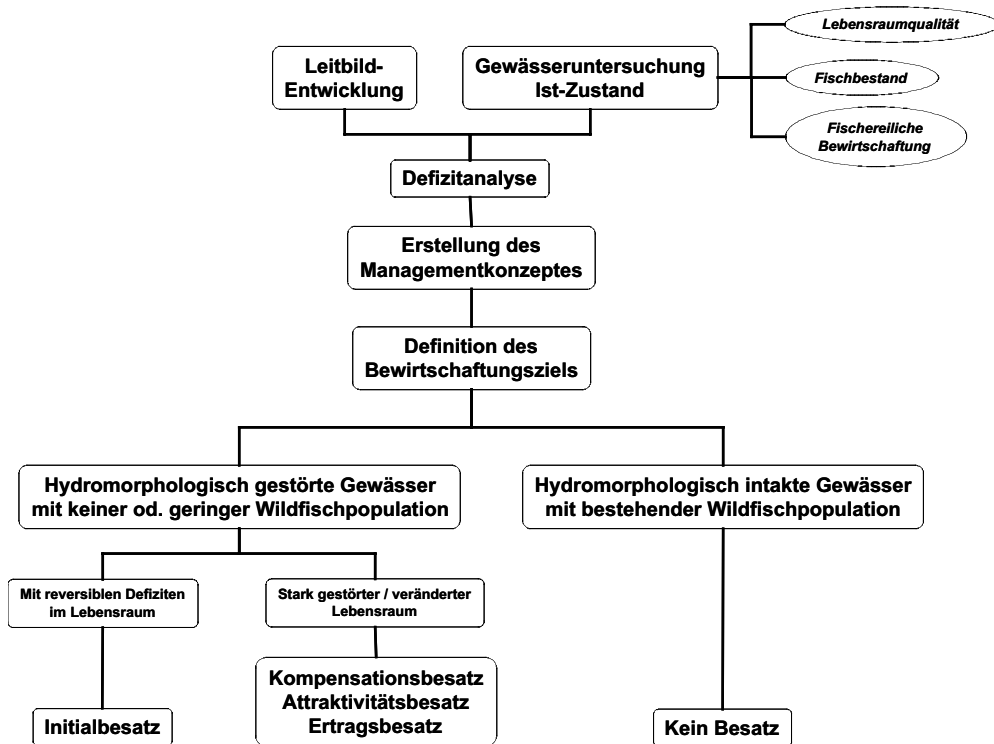 Leitbild-
Entwicklung
Gewässeruntersuchung
Ist-Zustand
Lebensraumqualität
Fischbestand
Fischereiliche
Bewirtschaftung
Defizitanalyse
Erstellung des
Managementkonzeptes
Definition des
Bewirtschaftungsziels
Hydromorphologisch gestörte Gewässer
mit keiner od. geringer Wildfischpopulation
Hydromorphologisch intakte Gewässer
mit bestehender Wildfischpopulation
Mit reversiblen Defiziten
im Lebensraum
Stark gestörter / veränderter
Lebensraum
Initialbesatz
Kompensationsbesatz
Attraktivitätsbesatz
Ertragsbesatz
Kein Besatz